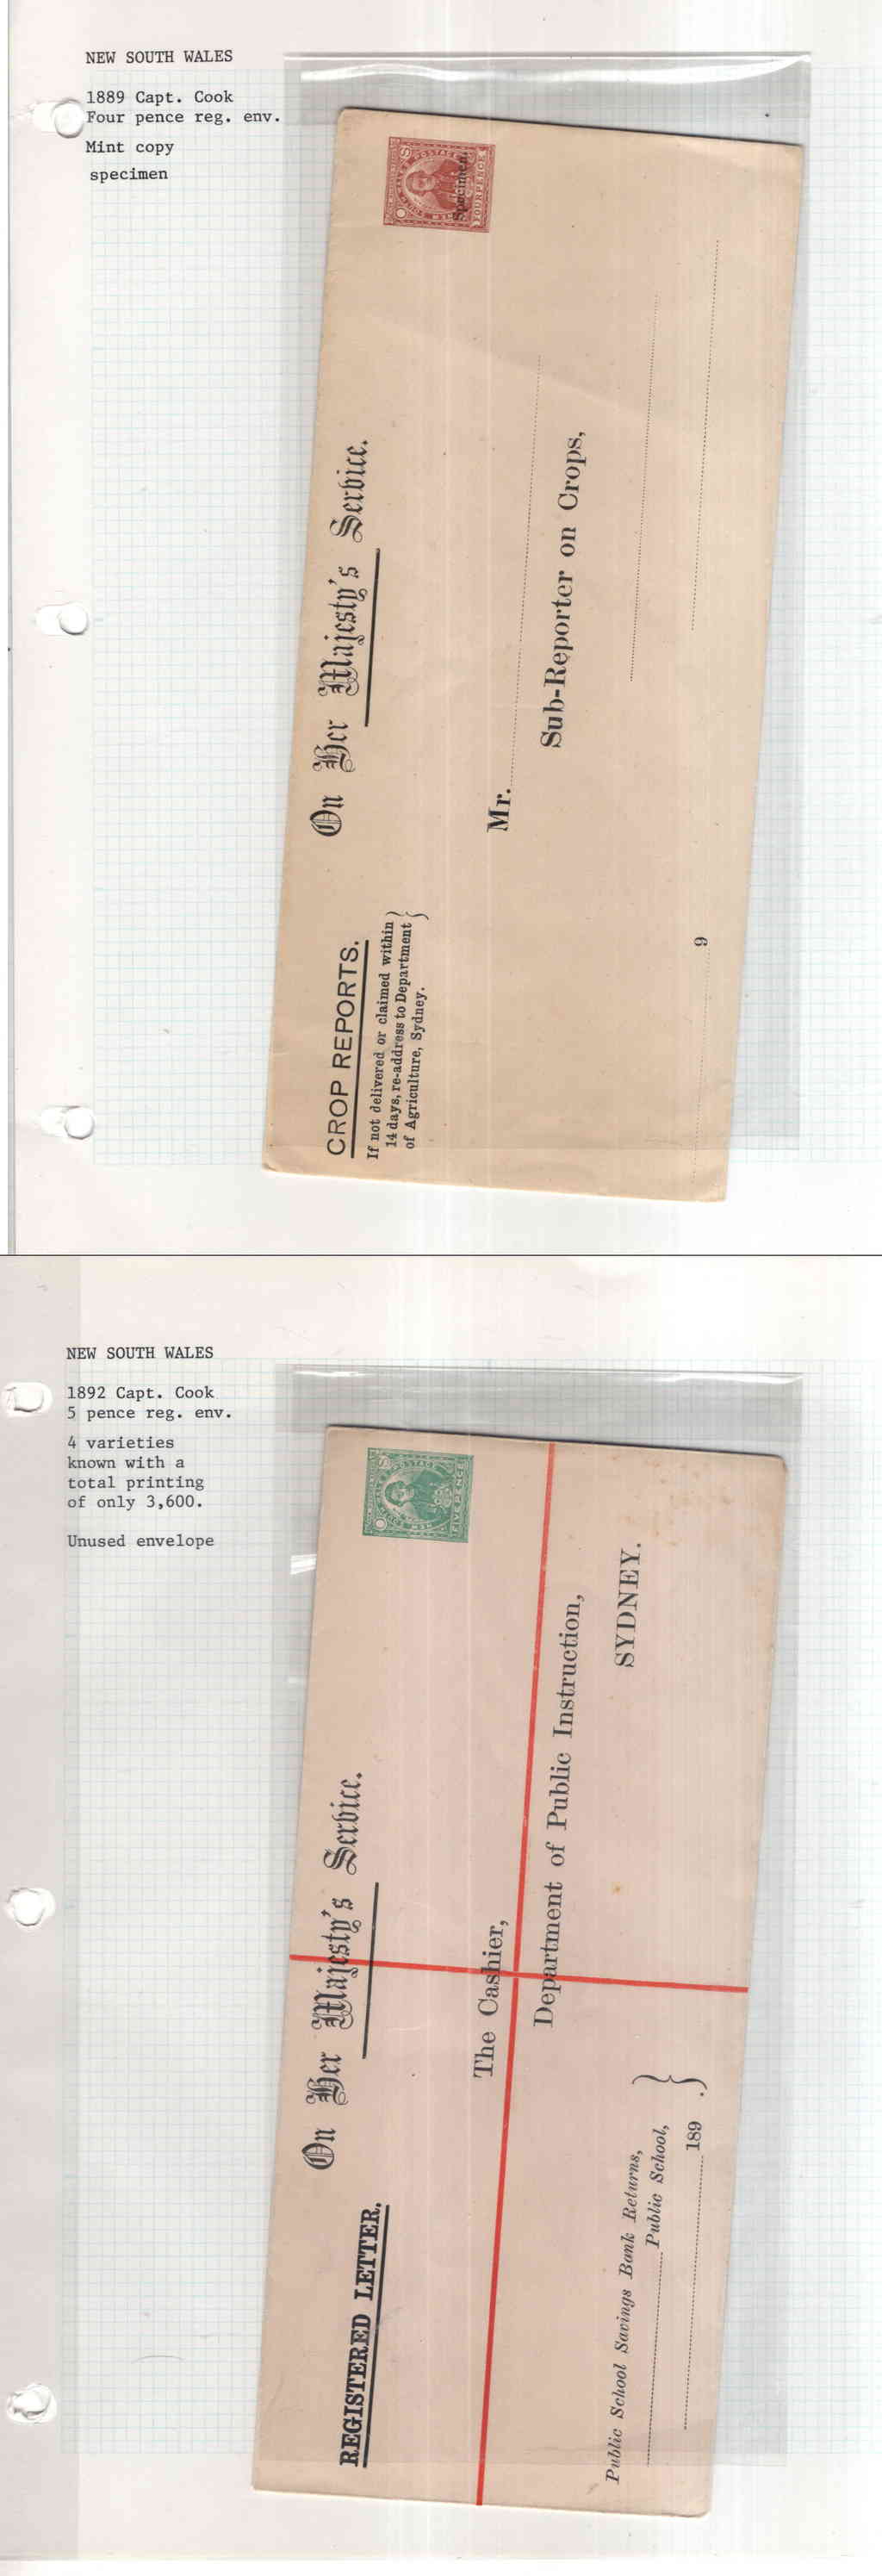 NEW SOUTH WALES
1889 Capt. Cook
Four pence reg. env.
Mint copy
specimen
POSTAGE
Specimen.
FOUR PENCE
On Her Majesty's Service.
CROP REPORTS.
If not delivered or claimed within
14 days, re-address to Department
of Agriculture, Sydney.
Mr.
Sub-Reporter on Crops,
9
NEW SOUTH WALES
1892 Capt. Cook
5 pence reg. env.
4 varieties
known with a
total printing
of only 3,600.
Unused envelope
POSTAGE
FIVE PENCE
On Her Majesty's Service.
REGISTERED LETTER.
The Cashier,
Department of Public Instruction,
SYDNEY.
Public School Savings Bank Returns,
Public School,
189 .